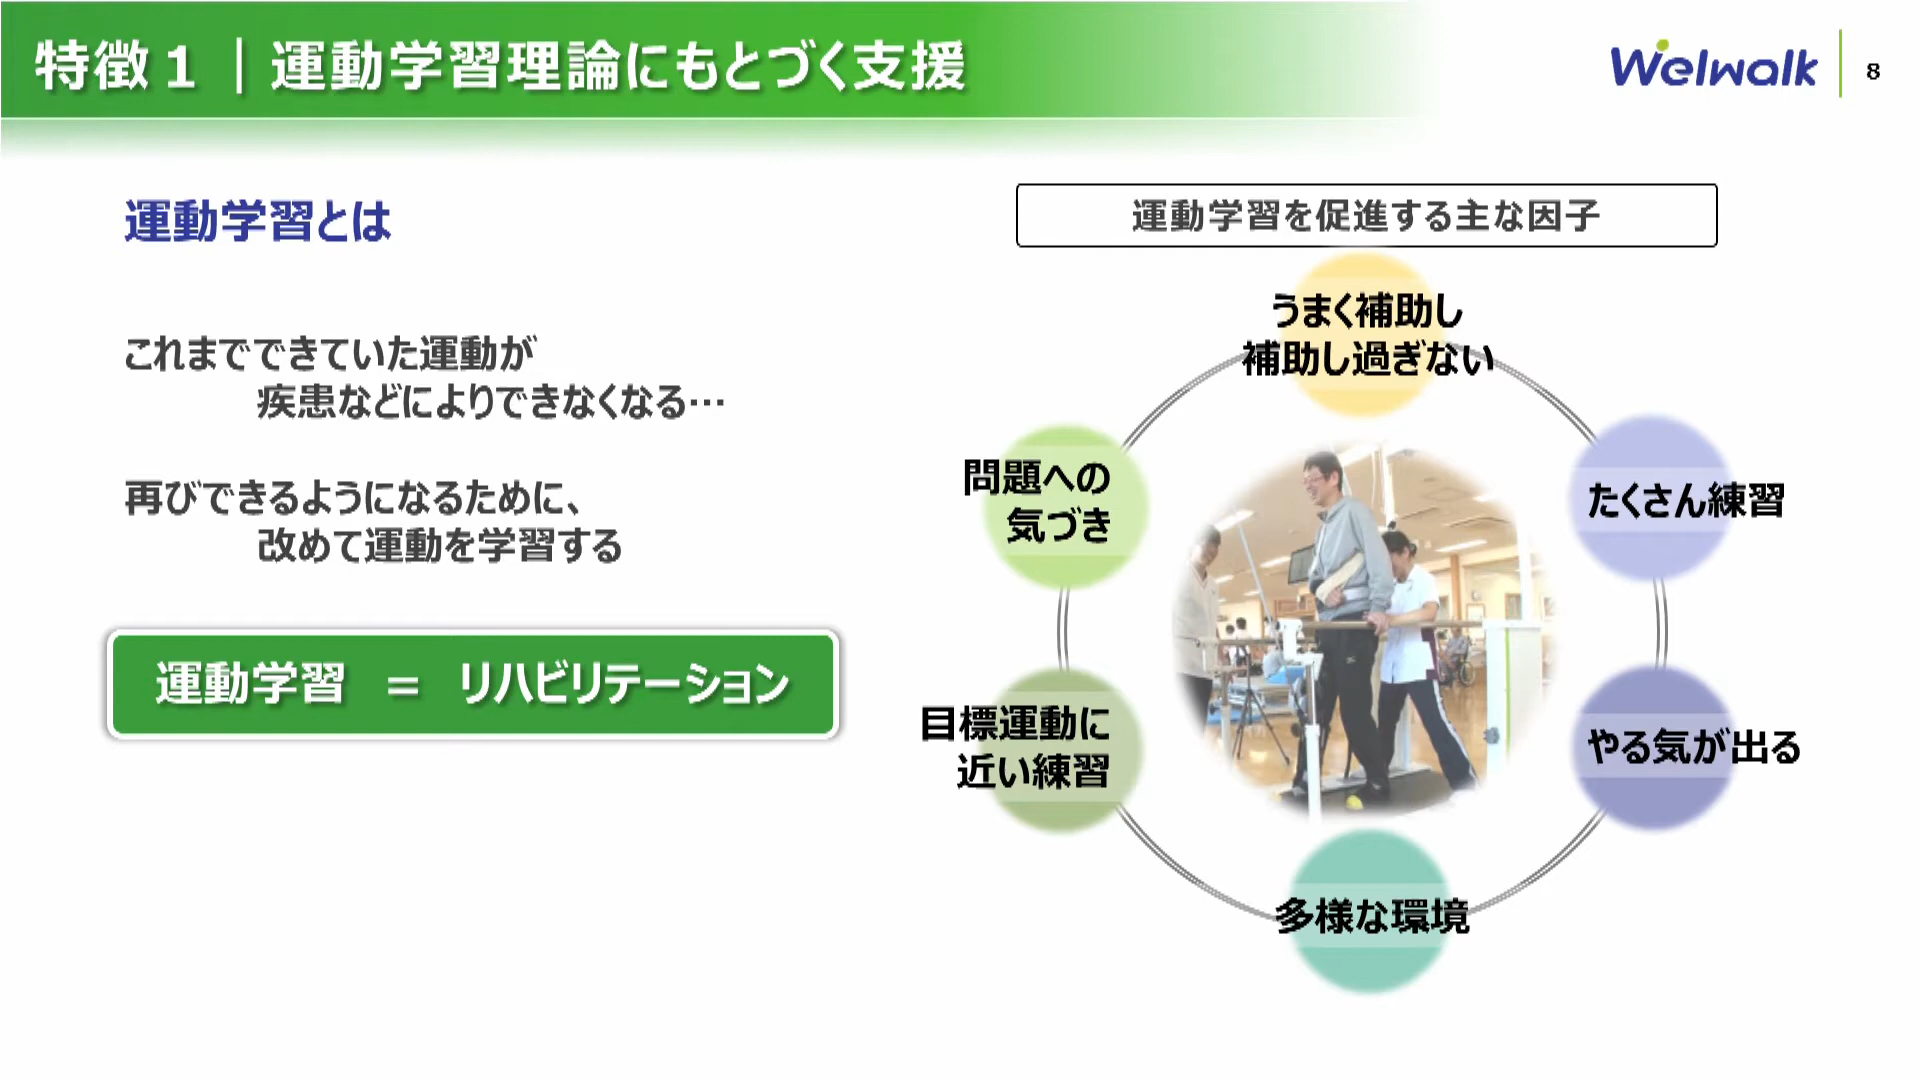 特徴1｜運動学習理論にもとづく支援
Welwalk
8
運動学習とは
これまでできていた運動が
疾患などによりできなくなる…
再びできるようになるために、
改めて運動を学習する
運動学習 = リハビリテーション
運動学習を促進する主な因子
うまく補助し
補助し過ぎない
たくさん練習
やる気が出る
多様な環境
目標運動に
近い練習
問題への
気づき